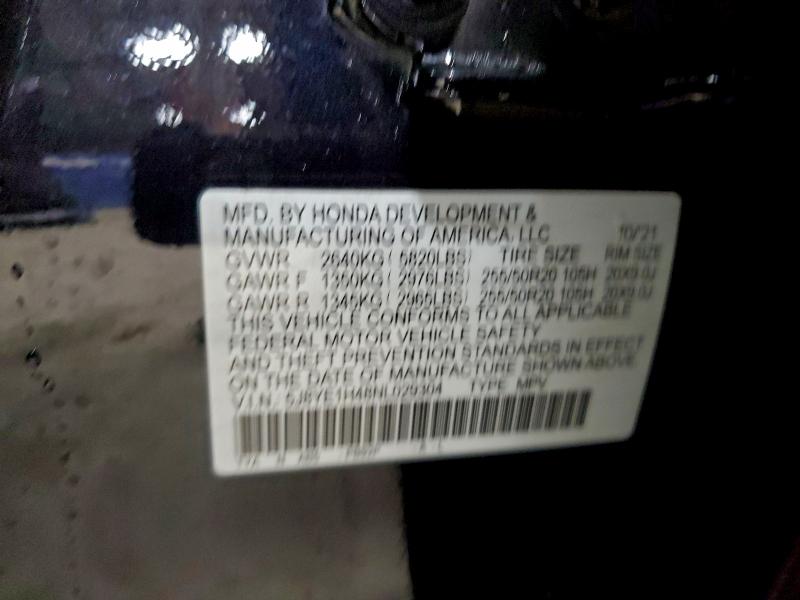 MFD. BY HONDA DEVELOPMENT &
MANUFACTURING OF AMERICA, LLC 10/21
GVWR 2640KG ( 5820LBS) TIRE SIZE RIM SIZE
GAWR F 1350KG ( 2976LBS) 255/50R20 105H 20X9.0J
GAWR R 1345KG ( 2965LBS) 255/50R20 105H 20X9.0J
THIS VEHICLE CONFORMS TO ALL APPLICABLE
FEDERAL MOTOR VEHICLE SAFETY
AND THEFT PREVENTION STANDARDS IN EFFECT
ON THE DATE OF MANUFACTURE SHOWN ABOVE.
V.I.N. 5J8YE1H48NL029304 TYPE MPV